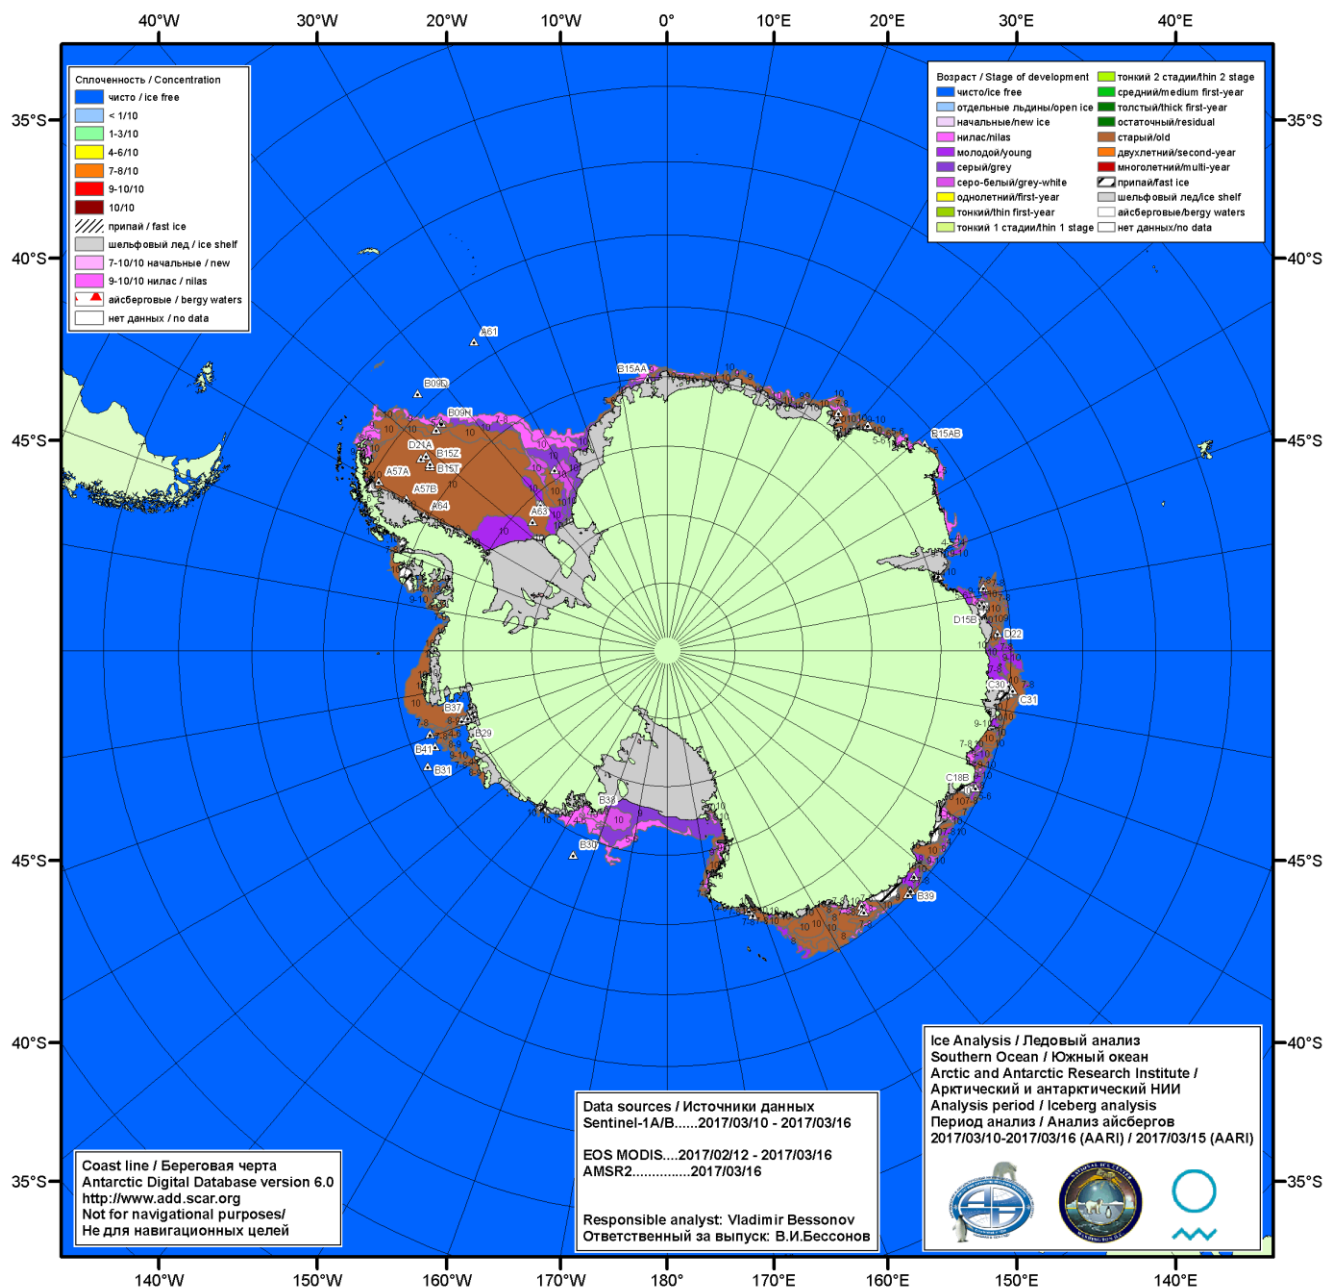 40°W
30°W
20°W
10°W
0°
10°E
20°E
30°E
40°E
Сплоченность / Concentration
чисто / ice free
< 1/10
1-3/10
4-6/10
7-8/10
9-10/10
10/10
припай / fast ice
шельфовый лед / ice shelf
7-10/10 начальные / new
9-10/10 нилас / nilas
айсберговые / bergy waters
нет данных / no data
Возраст / Stage of development
чисто/ice free
отдельные льдины/open ice
начальные/new ice
нилас/nilas
молодой/young
серый/grey
серо-белый/grey-white
однолетний/first-year
тонкий/thin first-year
тонкий 1 стадии/thin 1 stage
тонкий 2 стадии/thin 2 stage
средний/medium first-year
толстый/thick first-year
остаточный/residual
старый/old
двухлетний/second-year
многолетний/multi-year
припай/fast ice
шельфовый лед/ice shelf
айсберговые/bergy waters
нет данных/no data
35°S
35°S
40°S
40°S
45°S
45°S
A61
B15AA
B09D
B09H
D21A
B15Z
B15T
A57A
A57B
A64
A63
B15AB
D15B
D22
C30
C31
B37
B29
B41
B31
C18B
B38
B30
B39
45°S
45°S
40°S
40°S
35°S
35°S
Ice Analysis / Ледовый анализ
Southern Ocean / Южный океан
Arctic and Antarctic Research Institute /
Арктический и антарктический НИИ
Analysis period / Iceberg analysis
Период анализ / Анализ айсбергов
2017/03/10-2017/03/16 (AARI) / 2017/03/15 (AARI)
Data sources / Источники данных
Sentinel-1A/B......2017/03/10 - 2017/03/16
EOS MODIS....2017/02/12 - 2017/03/16
AMSR2..............2017/03/16
Responsible analyst: Vladimir Bessonov
Ответственный за выпуск: В.И.Бессонов
Coast line / Береговая черта
Antarctic Digital Database version 6.0
http://www.add.scar.org
Not for navigational purposes/
Не для навигационных целей
140°W
150°W
160°W
170°W
180°
170°E
160°E
150°E
140°E